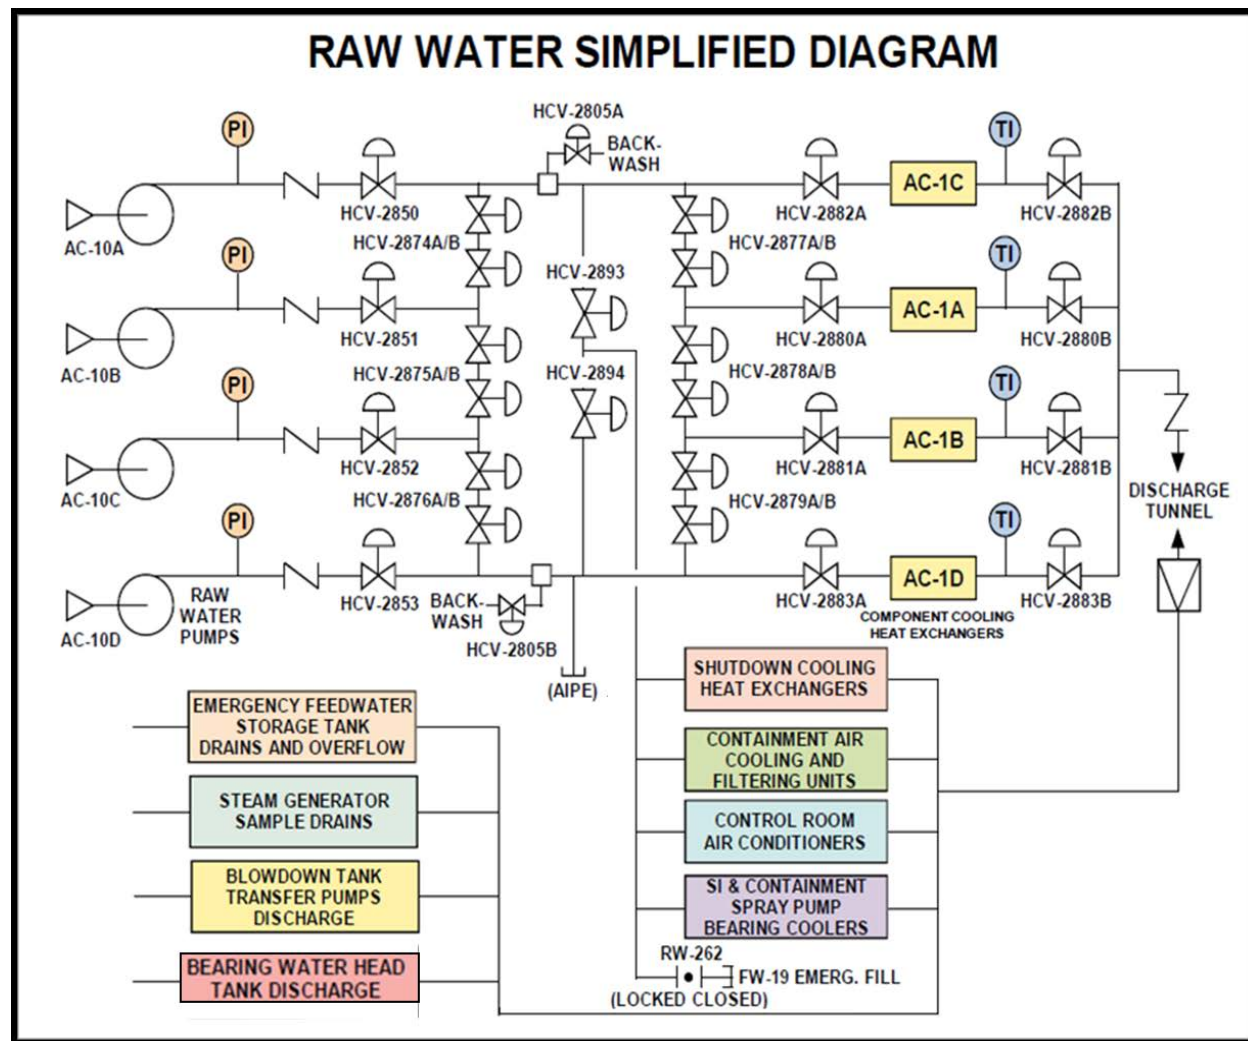 RAW WATER SIMPLIFIED DIAGRAM
HCV-2805A
BACK-
WASH
PI
TI
AC-1C
AC-10A
HCV-2850
HCV-2874A/B
HCV-2877A/B
HCV-2882A
HCV-2882B
PI
TI
HCV-2893
AC-1A
AC-10B
HCV-2851
HCV-2875A/B
HCV-2894
HCV-2878A/B
HCV-2880A
HCV-2880B
PI
TI
AC-1B
AC-10C
HCV-2852
HCV-2876A/B
HCV-2879A/B
HCV-2881A
HCV-2881B
DISCHARGE
TUNNEL
PI
TI
AC-1D
AC-10D
RAW
WATER
PUMPS
HCV-2853
BACK-
WASH
HCV-2805B
(AIPE)
HCV-2883A
COMPONENT COOLING
HEAT EXCHANGERS
HCV-2883B
SHUTDOWN COOLING
HEAT EXCHANGERS
CONTAINMENT AIR
COOLING AND
FILTERING UNITS
CONTROL ROOM
AIR CONDITIONERS
SI & CONTAINMENT
SPRAY PUMP
BEARING COOLERS
EMERGENCY FEEDWATER
STORAGE TANK
DRAINS AND OVERFLOW
STEAM GENERATOR
SAMPLE DRAINS
BLOWDOWN TANK
TRANSFER PUMPS
DISCHARGE
BEARING WATER HEAD
TANK DISCHARGE
RW-262
FW-19 EMERG. FILL
(LOCKED CLOSED)